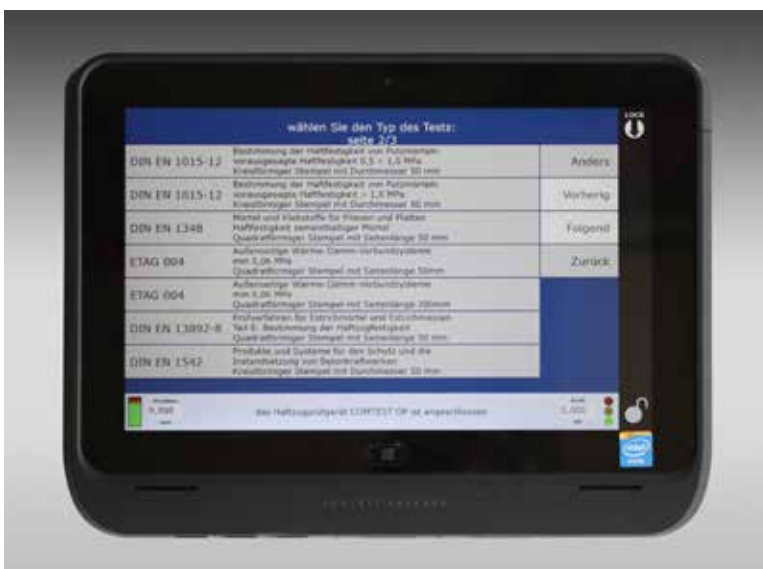 wählen Sie den Typ des Tests:
seite 2/3
LOCK
DIN EN 1015-12
Bestimmung der Haftfestigkeit von Putzmörteln
vorausgesagte Haftfestigkeit 0,5 ÷ 1,0 MPa
Kreisförmiger Stempel mit Durchmesser 50 mm
Anders
DIN EN 1015-12
Bestimmung der Haftfestigkeit von Putzmörteln
vorausgesagte Haftfestigkeit > 1,0 MPa
Kreisförmiger Stempel mit Durchmesser 50 mm
Vorherig
DIN EN 1348
Mörtel und Klebstoffe für Fliesen und Platten
Haftfestigkeit zementhaltiger Mörtel
Quadratförmiger Stempel mit Seitenlänge 50 mm
Folgend
ETAG 004
Außenseitige Wärme-Dämm-Verbundsysteme
min 0,06 MPa
Quadratförmiger Stempel mit Seitenlänge 50mm
Zurück
ETAG 004
Außenseitige Wärme-Dämm-Verbundsysteme
min 0,06 MPa
Quadratförmiger Stempel mit Seitenlänge 200mm
DIN EN 13892-8
Prüfverfahren für Estrichmörtel und Estrichmassen
Teil 8: Bestimmung der Haftzugfestigkeit
Quadratförmiger Stempel mit Seitenlänge 50 mm
DIN EN 1542
Produkte und Systeme für den Schutz und die
Instandsetzung von Betontragwerken
Kreisförmiger Stempel mit Durchmesser 50 mm
das Haftzugprüfgerät COMTEST OP ist angeschlossen
0,000
intel